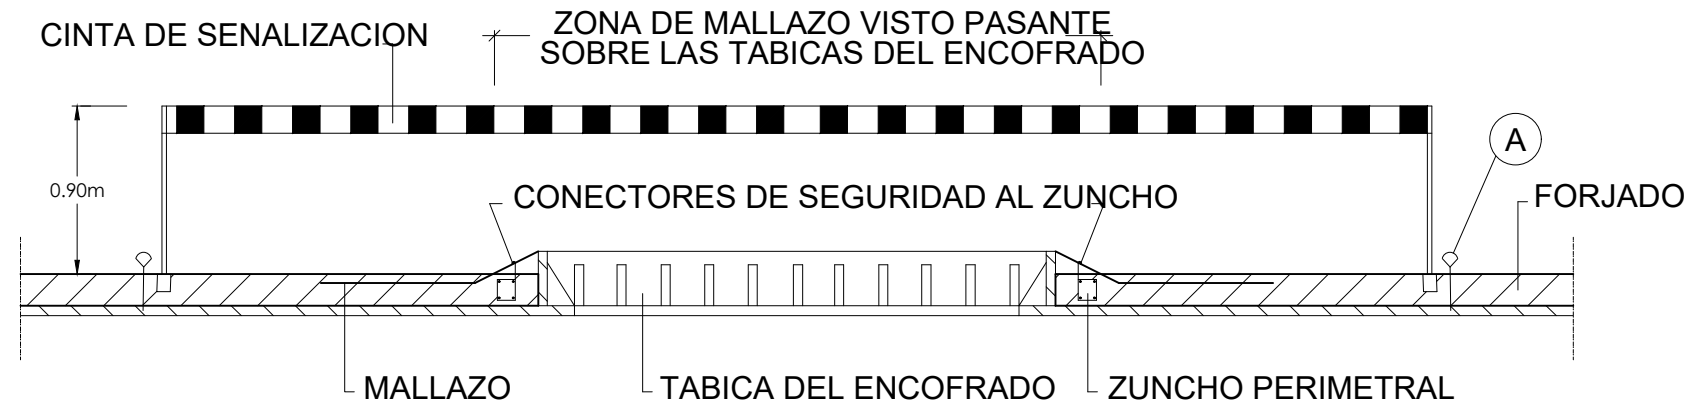 ZONA DE MALLAZO VISTO PASANTE
CINTA DE SENALIZACION
SOBRE LAS TABICAS DEL ENCOFRADO
A
0.90m
CONECTORES DE SEGURIDAD AL ZUNCHO
FORJADO
MALLAZO
TABICA DEL ENCOFRADO
ZUNCHO PERIMETRAL